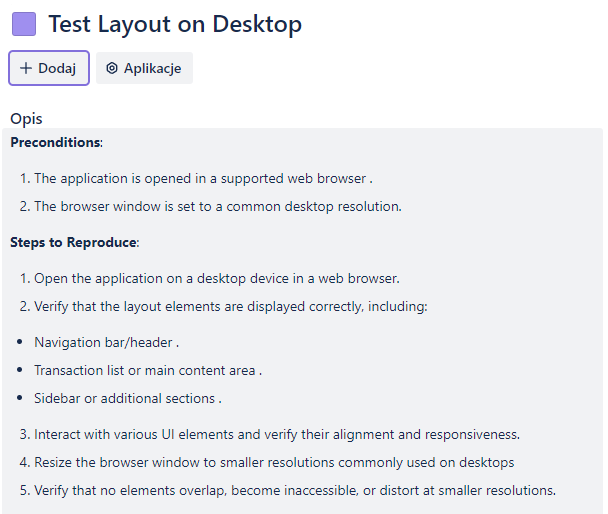 Test Layout on Desktop
+ Dodaj
Aplikacje
Opis
Preconditions:
1. The application is opened in a supported web browser .
2. The browser window is set to a common desktop resolution.
Steps to Reproduce:
1. Open the application on a desktop device in a web browser.
2. Verify that the layout elements are displayed correctly, including:
• Navigation bar/header .
• Transaction list or main content area .
• Sidebar or additional sections .
3. Interact with various UI elements and verify their alignment and responsiveness.
4. Resize the browser window to smaller resolutions commonly used on desktops
5. Verify that no elements overlap, become inaccessible, or distort at smaller resolutions.